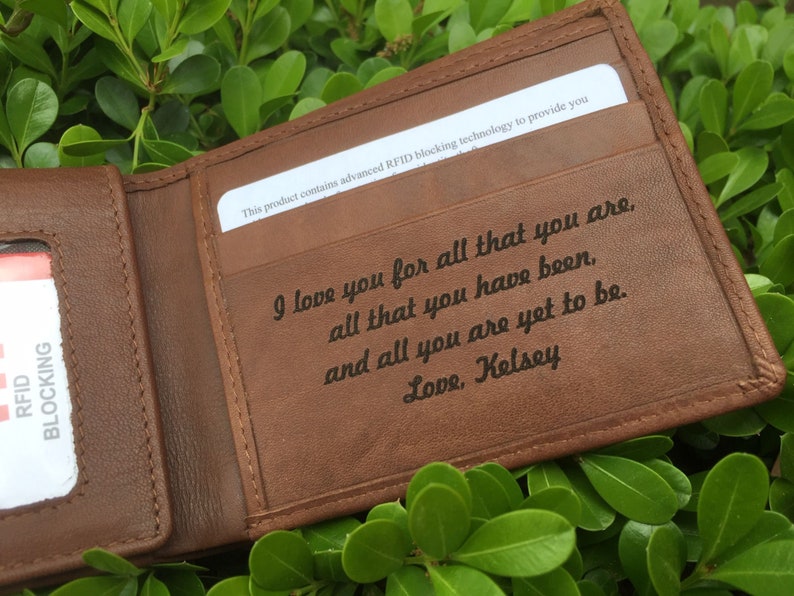 This product contains advanced RFID blocking technology to provide you
I love you for all that you are,
all that you have been,
and all you are yet to be.
Love, Kelsey
RFID
BLOCKING